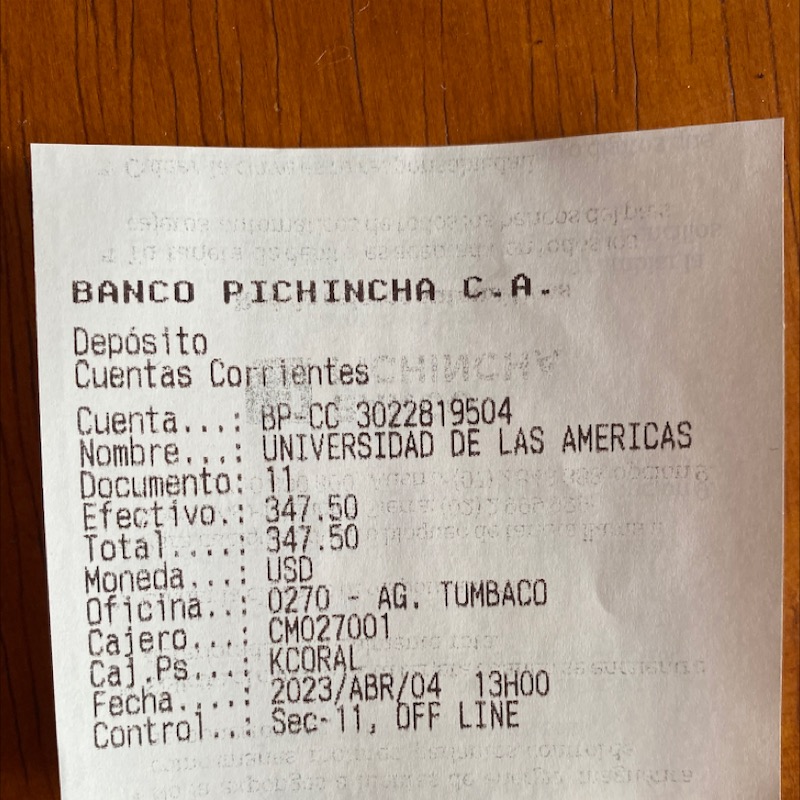 BANCO PICHINCHA C.A.
Depósito
Cuentas Corrientes
Cuenta...: BP-CC 3022819504
Nombre...: UNIVERSIDAD DE LAS AMERICAS
Documento: 11
Efectivo.: 347.50
Total....: 347.50
Moneda...: USD
Oficina..: 0270 - AG. TUMBACO
Cajero...: CM027001
Caj.Ps...: KCORAL
Fecha....: 2023/ABR/04 13H00
Control..: Sec-11, OFF LINE